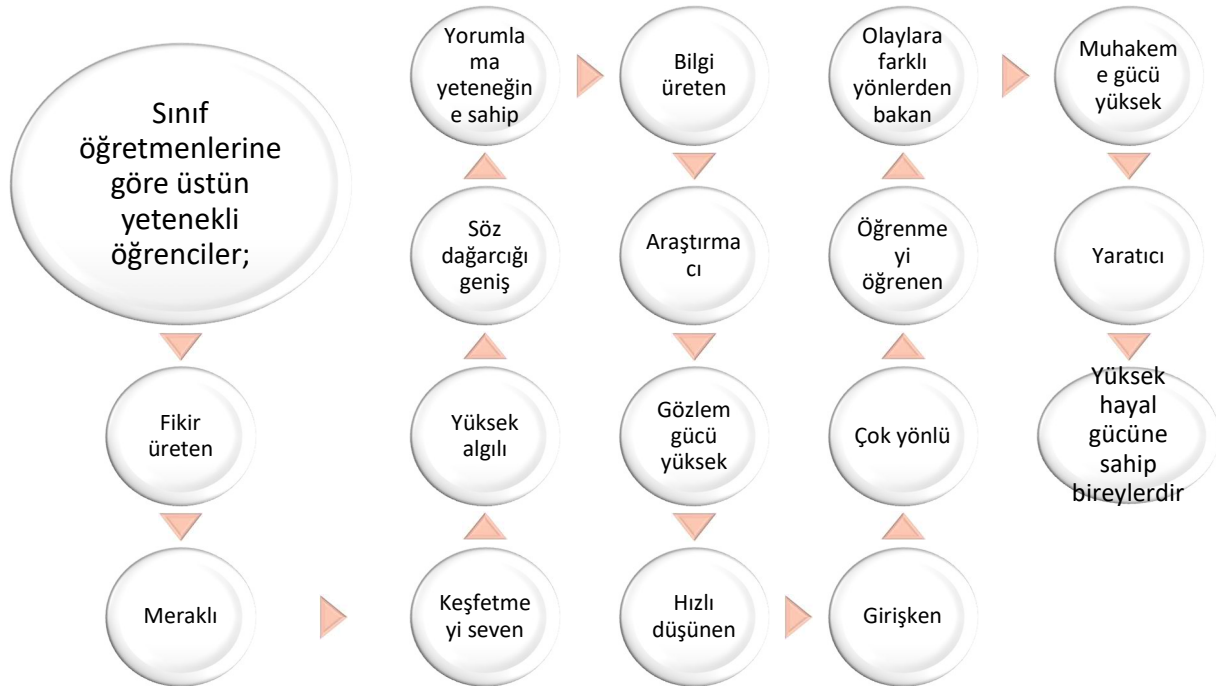 Sınıf
öğretmenlerine
göre üstün
yetenekli
öğrenciler;
Fikir
üreten
Meraklı
Keşfetme
yi seven
Yüksek
algılı
Söz
dağarcığı
geniş
Yorumla
ma
yeteneğin
e sahip
Bilgi
üreten
Araştırma
cı
Gözlem
gücü
yüksek
Hızlı
düşünen
Girişken
Çok yönlü
Öğrenme
yi
öğrenen
Olaylara
farklı
yönlerden
bakan
Muhakem
e gücü
yüksek
Yaratıcı
Yüksek
hayal
gücüne
sahip
bireylerdir